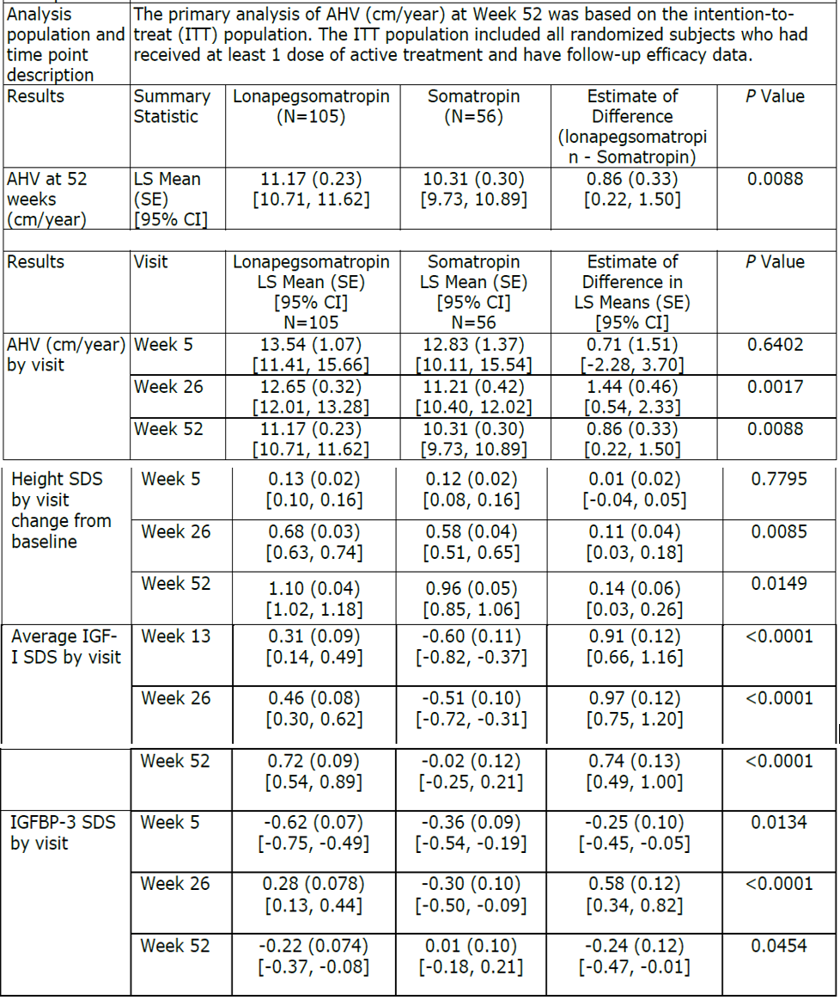 Analysis
population and
time point
description
The primary analysis of AHV (cm/year) at Week 52 was based on the intention-to-
treat (ITT) population. The ITT population included all randomized subjects who had
received at least 1 dose of active treatment and have follow-up efficacy data.
Results
Summary
Statistic
Lonapegsomatropin
(N=105)
Somatropin
(N=56)
Estimate of
Difference
(lonapegsomatropi
n - Somatropin)
P Value
AHV at 52
weeks
(cm/year)
LS Mean
(SE)
[95% CI]
11.17 (0.23)
[10.71, 11.62]
10.31 (0.30)
[9.73, 10.89]
0.86 (0.33)
[0.22, 1.50]
0.0088
Results
Visit
Lonapegsomatropin
LS Mean (SE)
[95% CI]
N=105
Somatropin
LS Mean (SE)
[95% CI]
N=56
Estimate of
Difference in
LS Means (SE)
[95% CI]
P Value
AHV (cm/year)
by visit
Week 5
13.54 (1.07)
[11.41, 15.66]
12.83 (1.37)
[10.11, 15.54]
0.71 (1.51)
[-2.28, 3.70]
0.6402
Week 26
12.65 (0.32)
[12.01, 13.28]
11.21 (0.42)
[10.40, 12.02]
1.44 (0.46)
[0.54, 2.33]
0.0017
Week 52
11.17 (0.23)
[10.71, 11.62]
10.31 (0.30)
[9.73, 10.89]
0.86 (0.33)
[0.22, 1.50]
0.0088
Height SDS
by visit
change from
baseline
Week 5
0.13 (0.02)
[0.10, 0.16]
0.12 (0.02)
[0.08, 0.16]
0.01 (0.02)
[-0.04, 0.05]
0.7795
Week 26
0.68 (0.03)
[0.63, 0.74]
0.58 (0.04)
[0.51, 0.65]
0.11 (0.04)
[0.03, 0.18]
0.0085
Week 52
1.10 (0.04)
[1.02, 1.18]
0.96 (0.05)
[0.85, 1.06]
0.14 (0.06)
[0.03, 0.26]
0.0149
Average IGF-
I SDS by visit
Week 13
0.31 (0.09)
[0.14, 0.49]
-0.60 (0.11)
[-0.82, -0.37]
0.91 (0.12)
[0.66, 1.16]
<0.0001
Week 26
0.46 (0.08)
[0.30, 0.62]
-0.51 (0.10)
[-0.72, -0.31]
0.97 (0.12)
[0.75, 1.20]
<0.0001
Week 52
0.72 (0.09)
[0.54, 0.89]
-0.02 (0.12)
[-0.25, 0.21]
0.74 (0.13)
[0.49, 1.00]
<0.0001
IGFBP-3 SDS
by visit
Week 5
-0.62 (0.07)
[-0.75, -0.49]
-0.36 (0.09)
[-0.54, -0.19]
-0.25 (0.10)
[-0.45, -0.05]
0.0134
Week 26
0.28 (0.078)
[0.13, 0.44]
-0.30 (0.10)
[-0.50, -0.09]
0.58 (0.12)
[0.34, 0.82]
<0.0001
Week 52
-0.22 (0.074)
[-0.37, -0.08]
0.01 (0.10)
[-0.18, 0.21]
-0.24 (0.12)
[-0.47, -0.01]
0.0454